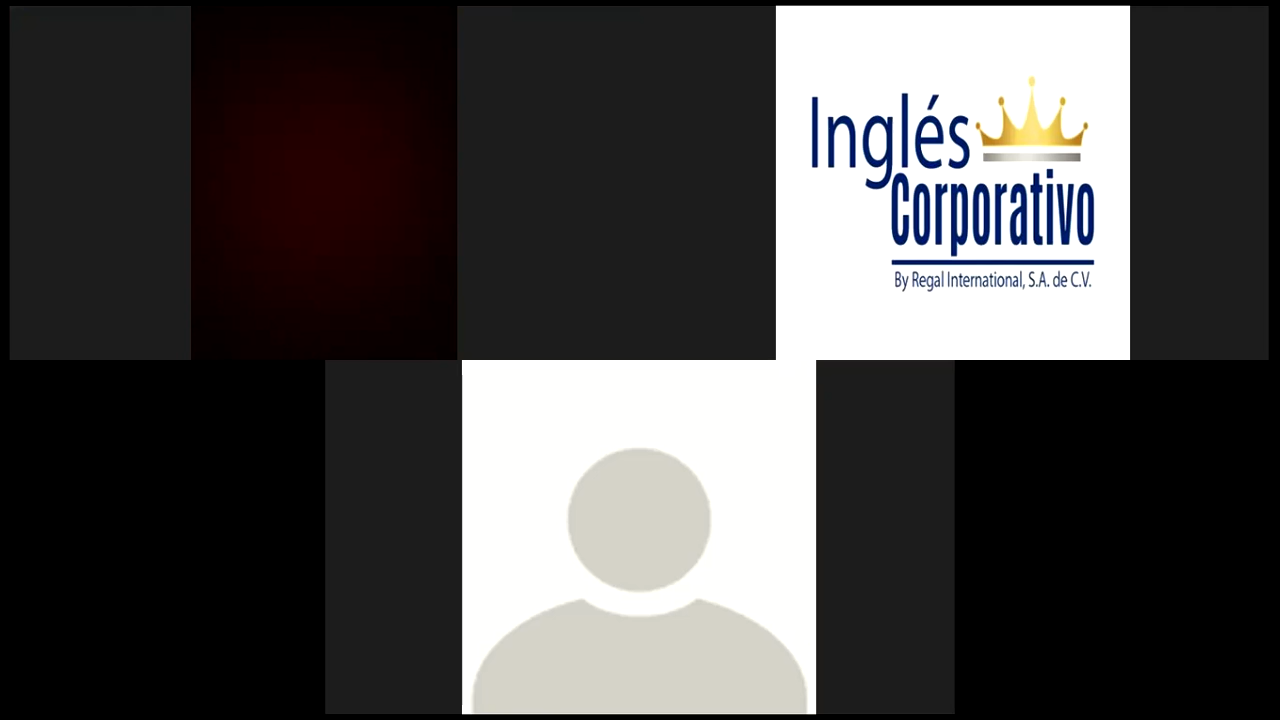 Inglés
Corporativo
By Regal International, S.A. de C.V.